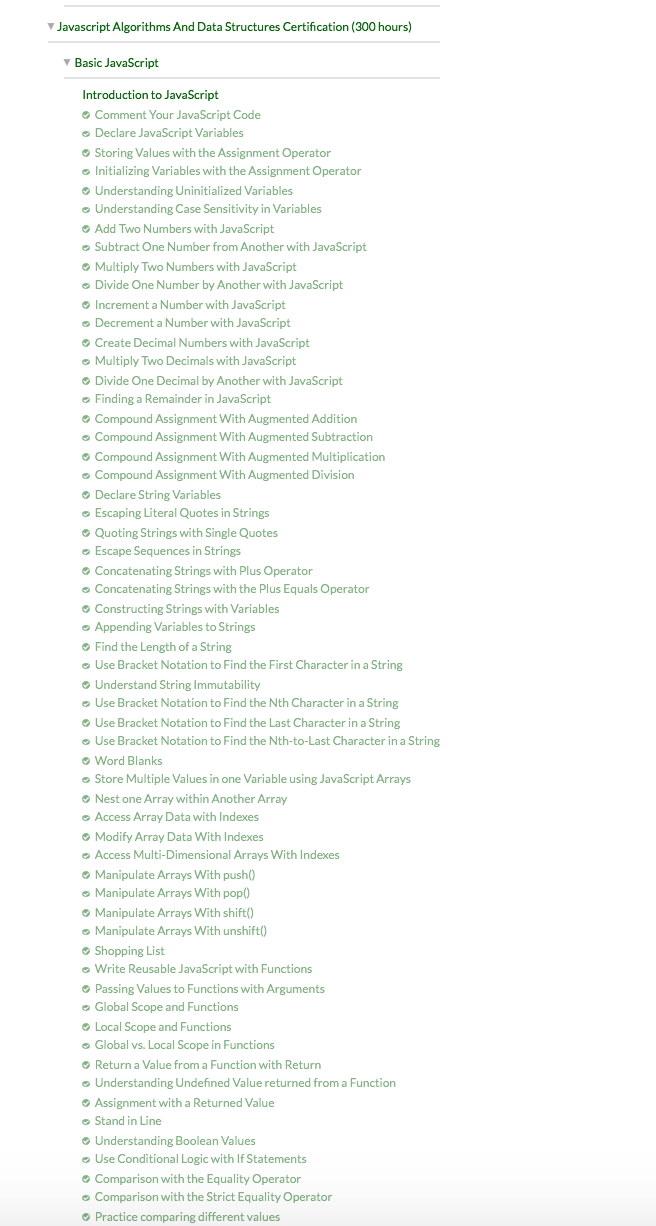 Javascript Algorithms And Data Structures Certification (300 hours)
Basic JavaScript
Introduction to JavaScript
Comment Your JavaScript Code
Declare JavaScript Variables
Storing Values with the Assignment Operator
Initializing Variables with the Assignment Operator
Understanding Uninitialized Variables
Understanding Case Sensitivity in Variables
Add Two Numbers with JavaScript
Subtract One Number from Another with JavaScript
Multiply Two Numbers with JavaScript
Divide One Number by Another with JavaScript
Increment a Number with JavaScript
Decrement a Number with JavaScript
Create Decimal Numbers with JavaScript
Multiply Two Decimals with JavaScript
Divide One Decimal by Another with JavaScript
Finding a Remainder in JavaScript
Compound Assignment With Augmented Addition
Compound Assignment With Augmented Subtraction
Compound Assignment With Augmented Multiplication
Compound Assignment With Augmented Division
Declare String Variables
Escaping Literal Quotes in Strings
Quoting Strings with Single Quotes
Escape Sequences in Strings
Concatenating Strings with Plus Operator
Concatenating Strings with the Plus Equals Operator
Constructing Strings with Variables
Appending Variables to Strings
Find the Length of a String
Use Bracket Notation to Find the First Character in a String
Understand String Immutability
Use Bracket Notation to Find the Nth Character in a String
Use Bracket Notation to Find the Last Character in a String
Use Bracket Notation to Find the Nth-to-Last Character in a String
Word Blanks
Store Multiple Values in one Variable using JavaScript Arrays
Nest one Array within Another Array
Access Array Data with Indexes
Modify Array Data With Indexes
Access Multi-Dimensional Arrays With Indexes
Manipulate Arrays With push()
Manipulate Arrays With pop()
Manipulate Arrays With shift()
Manipulate Arrays With unshift()
Shopping List
Write Reusable JavaScript with Functions
Passing Values to Functions with Arguments
Global Scope and Functions
Local Scope and Functions
Global vs. Local Scope in Functions
Return a Value from a Function with Return
Understanding Undefined Value returned from a Function
Assignment with a Returned Value
Stand in Line
Understanding Boolean Values
Use Conditional Logic with If Statements
Comparison with the Equality Operator
Comparison with the Strict Equality Operator
Practice comparing different values